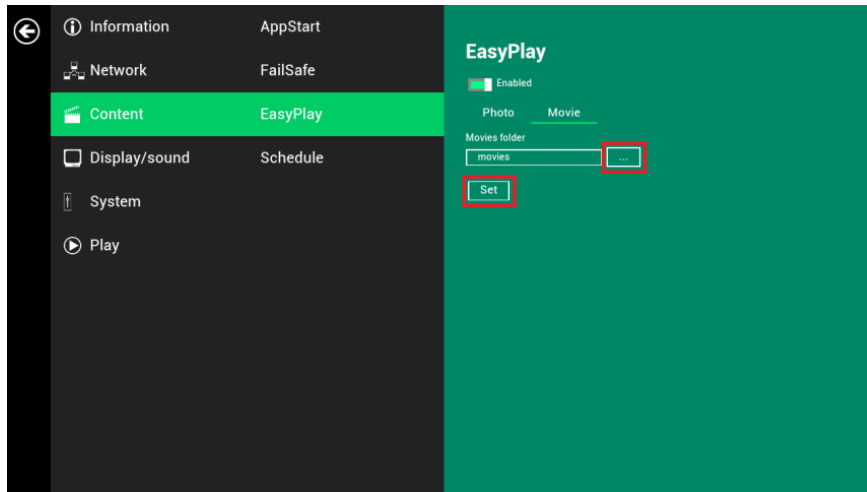 Information
Network
Content
Display/sound
System
Play
AppStart
FailSafe
EasyPlay
Schedule
EasyPlay
Enabled
Photo Movie
Movies folder
movies ...
Set